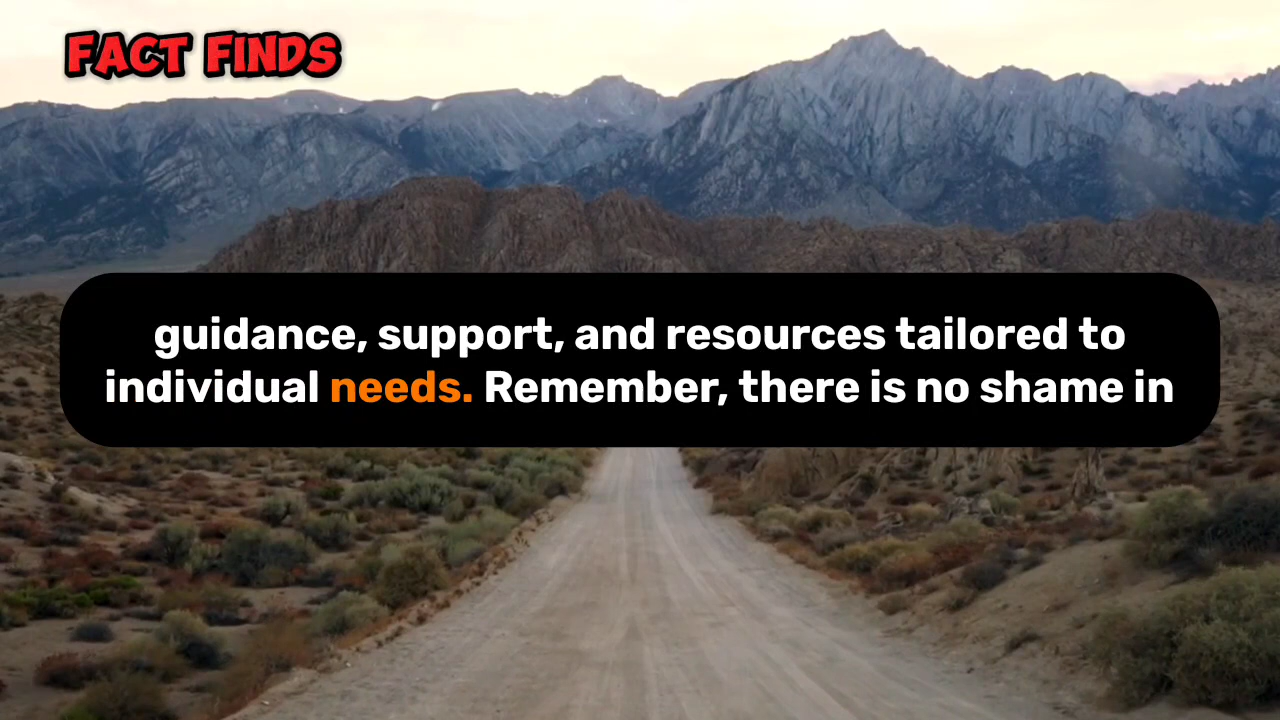 FACT FINDS
guidance, support, and resources tailored to
individual needs. Remember, there is no shame in